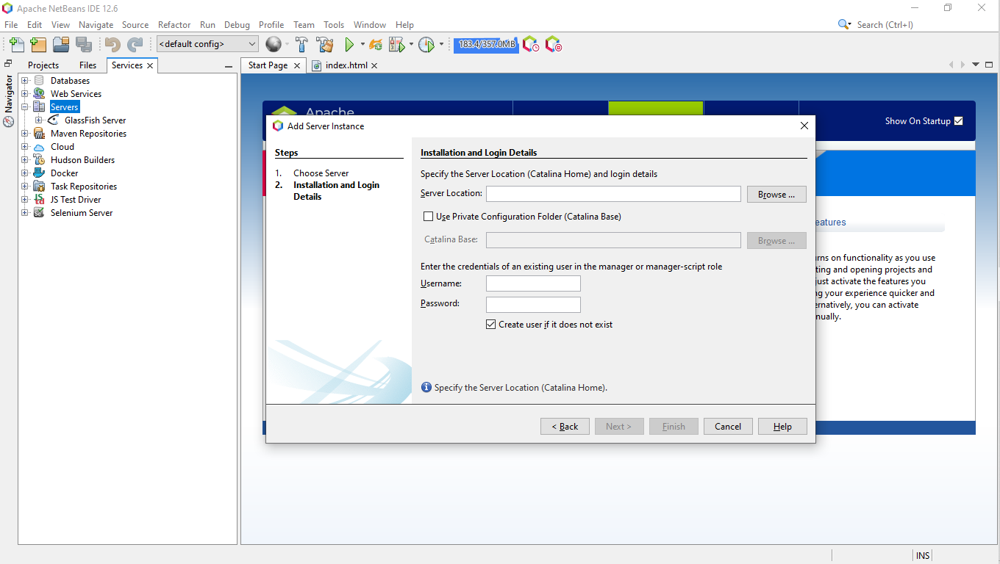 Apache NetBeans IDE 12.6
File Edit View Navigate Source Refactor Run Debug Profile Team Tools Window Help
Search (Ctrl+I)
<default config>
183.4/357.0MB
Projects Files Services
Start Page index.html
Navigator
Databases
Web Services
Servers
GlassFish Server
Maven Repositories
Cloud
Hudson Builders
Docker
Task Repositories
JS Test Driver
Selenium Server
Apache
Show On Startup
Add Server Instance
Steps
1. Choose Server
2. Installation and Login
Details
Installation and Login Details
Specify the Server Location (Catalina Home) and login details
Server Location:
Browse ...
Use Private Configuration Folder (Catalina Base)
Catalina Base:
Browse ...
Enter the credentials of an existing user in the manager or manager-script role
Username:
Password:
Create user if it does not exist
Specify the Server Location (Catalina Home).
< Back Next > Finish Cancel Help
eatures
on functionality as you use
ting and opening projects and
just activate the features you
g your experience quicker and
ernatively, you can activate
nually.
INS